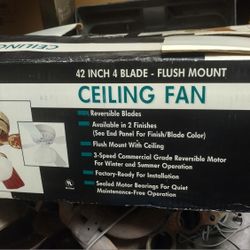 42 INCH 4 BLADE - FLUSH MOUNT
CEILING FAN
Reversible Blades
Available in 2 Finishes
(See End Panel For Finish/Blade Color)
Flush Mount With Ceiling
3-Speed Commercial Grade Reversible Motor
For Winter and Summer Operation
Factory-Ready For Installation
Sealed Motor Bearings For Quiet
Maintenance-Free Operation
CEILING